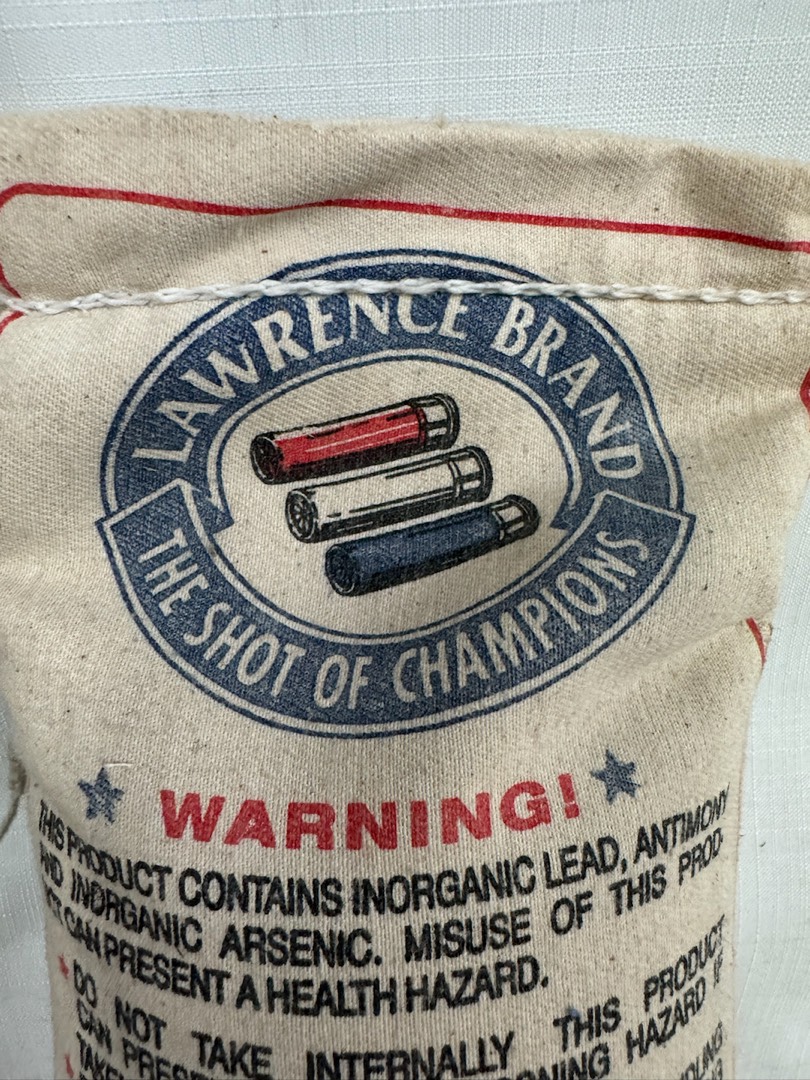 LAWRENCE BRAND
THE SHOT OF CHAMPIONS
WARNING!
THIS PRODUCT CONTAINS INORGANIC LEAD, ANTIMONY
AND INORGANIC ARSENIC. MISUSE OF THIS PROD-
UCT CAN PRESENT A HEALTH HAZARD.
DO NOT TAKE INTERNALLY THIS PRODUCT
CAN HAZARD IF